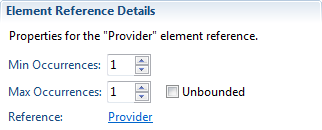 Element Reference Details
Properties for the "Provider" element reference.
Min Occurrences: 1
Max Occurrences: 1 Unbounded
Reference: Provider